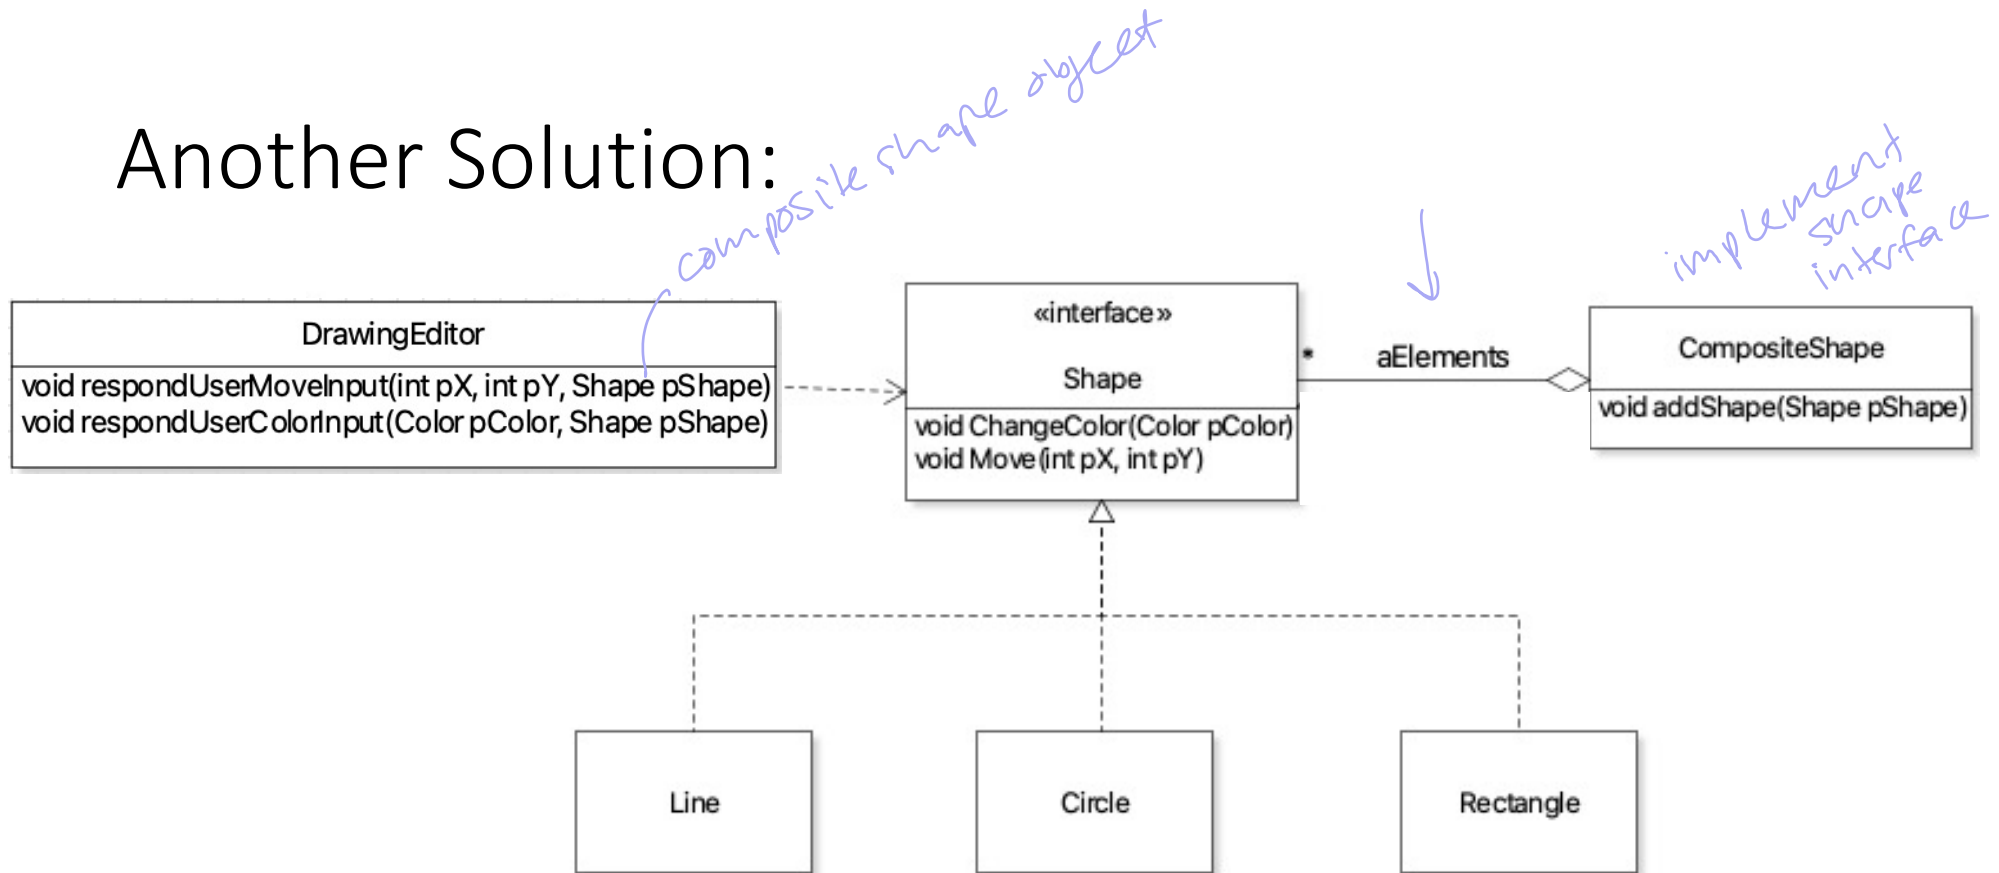 composite shape object
Another Solution:
implement
shape
interface
DrawingEditor
void respondUserMoveInput(int pX, int pY, Shape pShape)
void respondUserColorInput(Color pColor, Shape pShape)
«interface»
Shape
void ChangeColor(Color pColor)
void Move(int pX, int pY)
*
aElements
CompositeShape
void addShape(Shape pShape)
Line
Circle
Rectangle